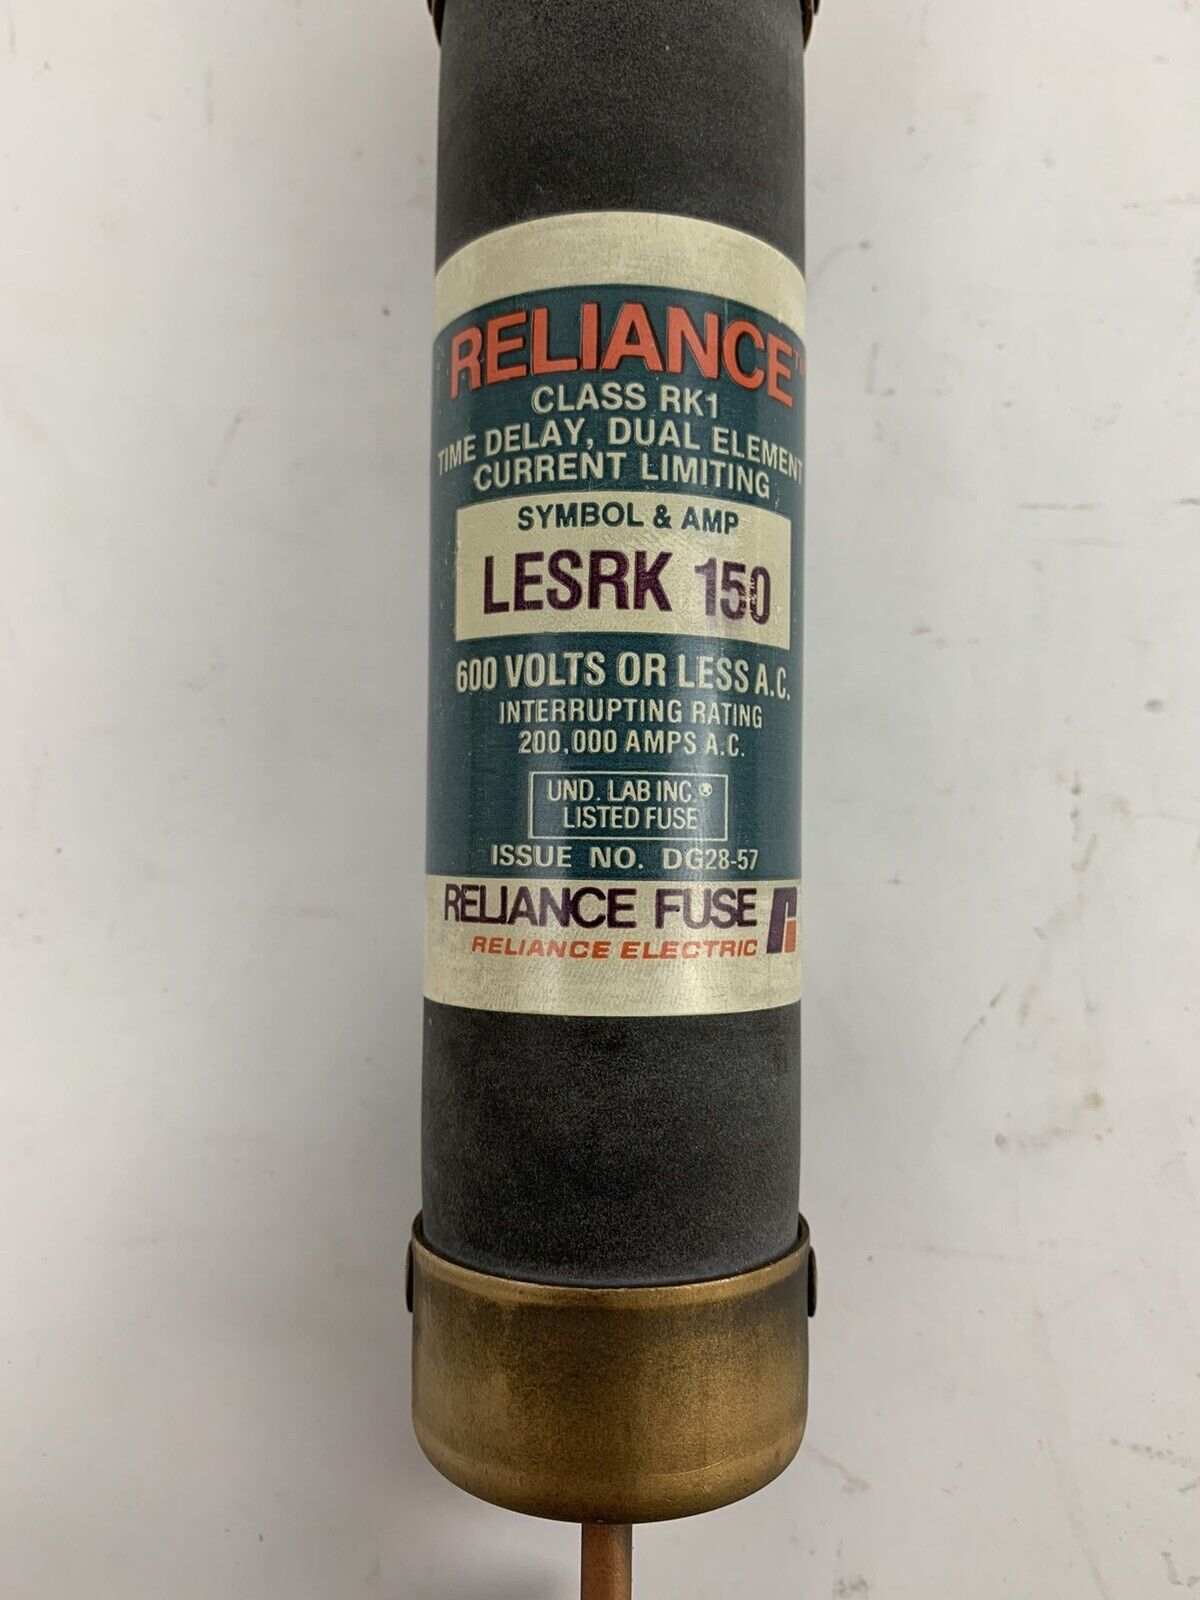 RELIANCE™
CLASS RK1
TIME DELAY, DUAL ELEMENT
CURRENT LIMITING
SYMBOL & AMP
LESRK 150
600 VOLTS OR LESS A.C.
INTERRUPTING RATING
200,000 AMPS A.C.
UND. LAB INC.®
LISTED FUSE
ISSUE NO. DG28-57
RELIANCE FUSE
RELIANCE ELECTRIC